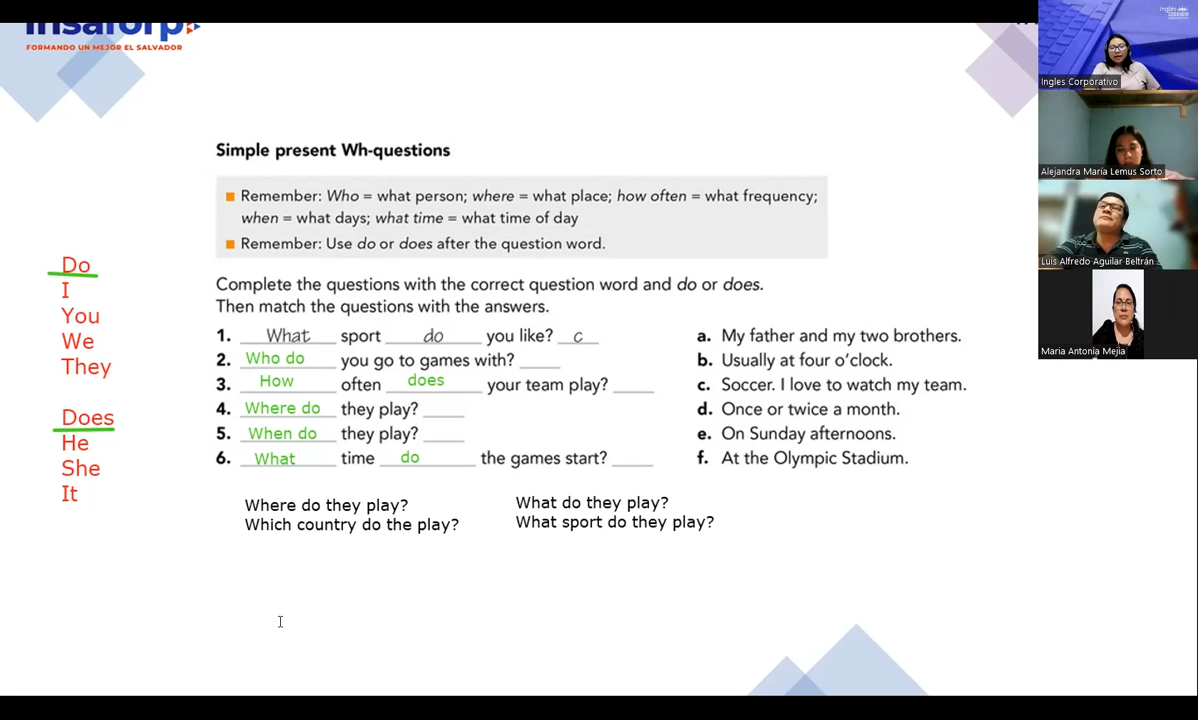 insaforp
FORMANDO UN MEJOR EL SALVADOR
Simple present Wh-questions
Remember: Who = what person; where = what place; how often = what frequency;
when = what days; what time = what time of day
Remember: Use do or does after the question word.
Complete the questions with the correct question word and do or does.
Then match the questions with the answers.
1. What sport do you like? c
2. Who do you go to games with? ____
3. How often does your team play? ____
4. Where do they play? ____
5. When do they play? ____
6. What time do the games start? ____
a. My father and my two brothers.
b. Usually at four o'clock.
c. Soccer. I love to watch my team.
d. Once or twice a month.
e. On Sunday afternoons.
f. At the Olympic Stadium.
Where do they play?
Which country do the play?
What do they play?
What sport do they play?
Do
I
You
We
They
Does
He
She
It
Ingles Corporativo
Alejandra María Lemus Sorto
Luis Alfredo Aguilar Beltrán
Maria Antonia Mejia